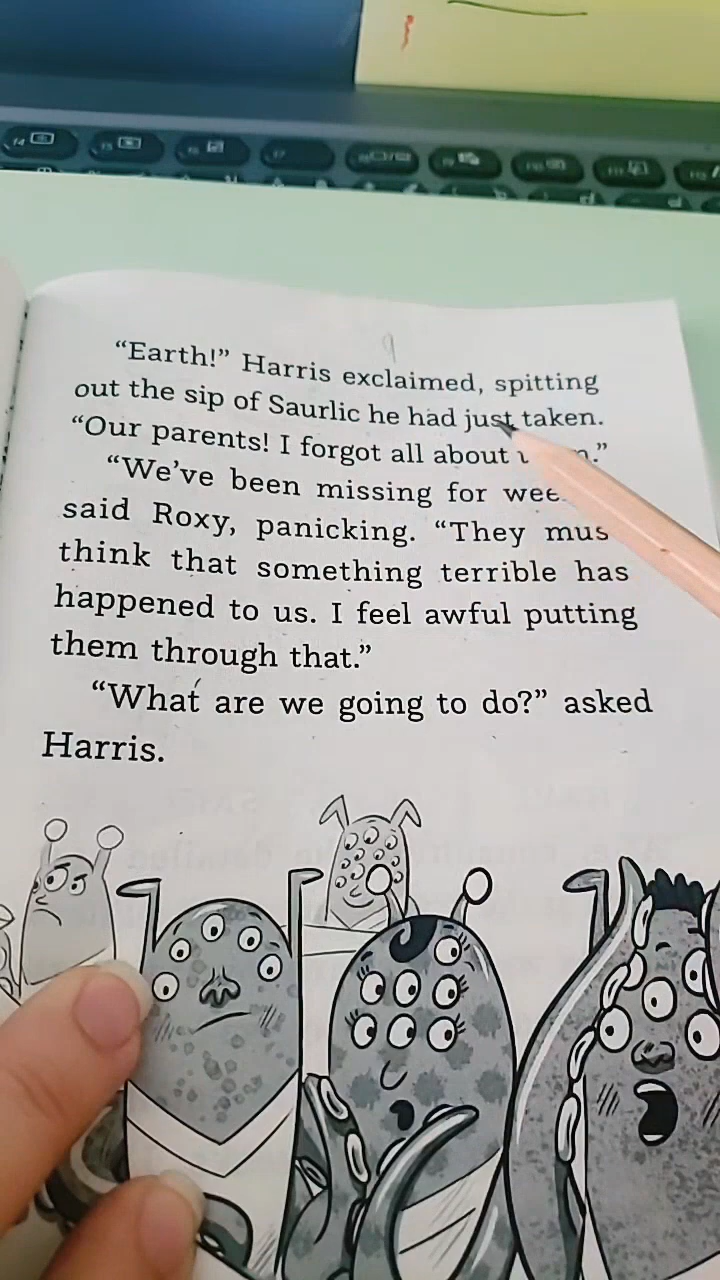 “Earth!” Harris exclaimed, spitting
out the sip of Saurlic he had just taken.
“Our parents! I forgot all about
“We’ve been missing for
said Roxy, panicking. “They
think that something terrible has
happened to us. I feel awful putting
them through that.”
“What are we going to do?” asked
Harris.